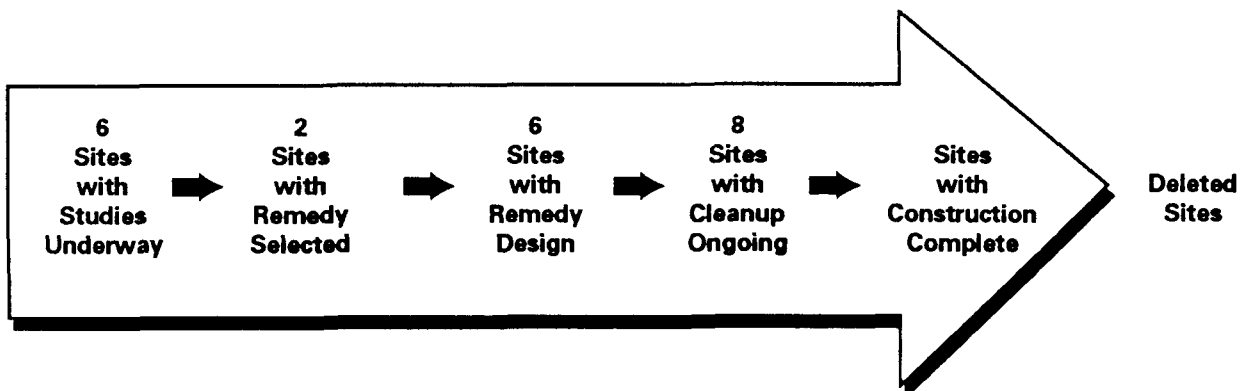 6
Sites
with
Studies
Underway
2
Sites
with
Remedy
Selected
6
Sites
with
Remedy
Design
8
Sites
with
Cleanup
Ongoing
Sites
with
Construction
Complete
Deleted
Sites